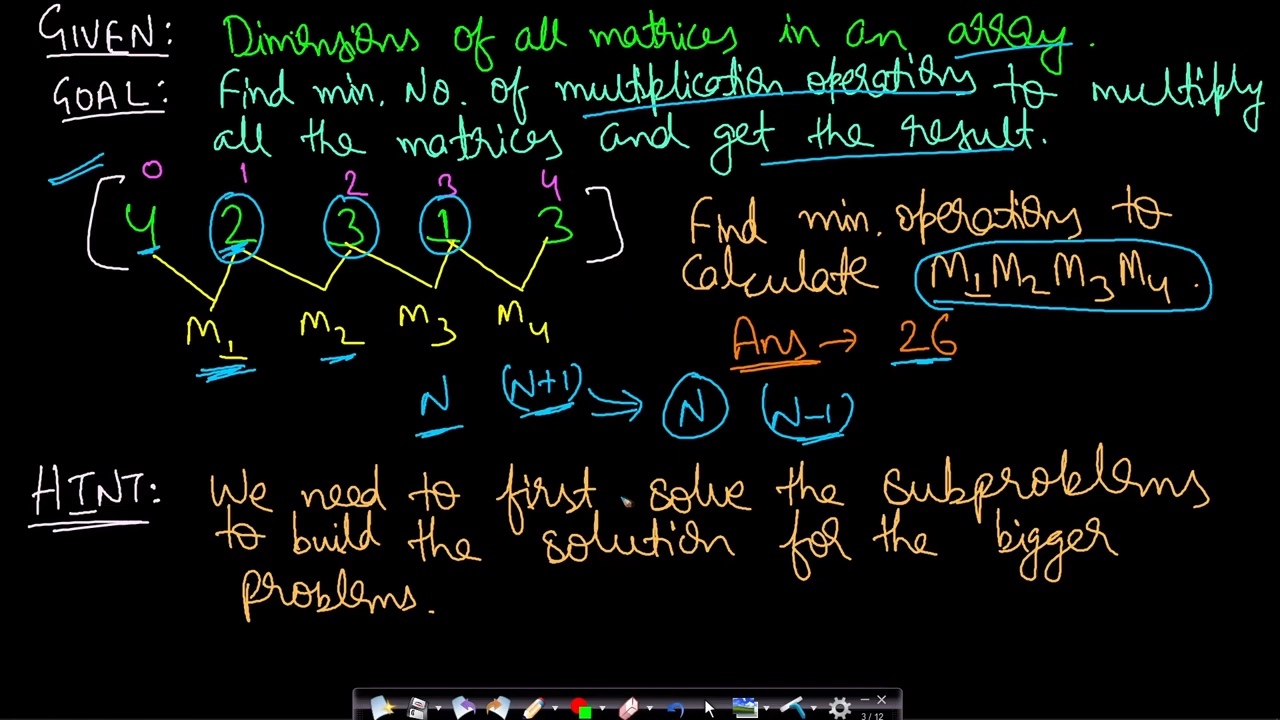 GIVEN: Dimensions of all matrices in an array.
GOAL: Find min. No. of multiplication operations to multiply
all the matrices and get the result.
0 1 2 3 4
[4 2 3 1 3]
Find min. operations to
calculate M1M2M3M4.
M1 M2 M3 M4
Ans → 26
N (N+1) → N (N-1)
HINT: We need to first solve the subproblems
to build the solution for the bigger
problems.
3/12